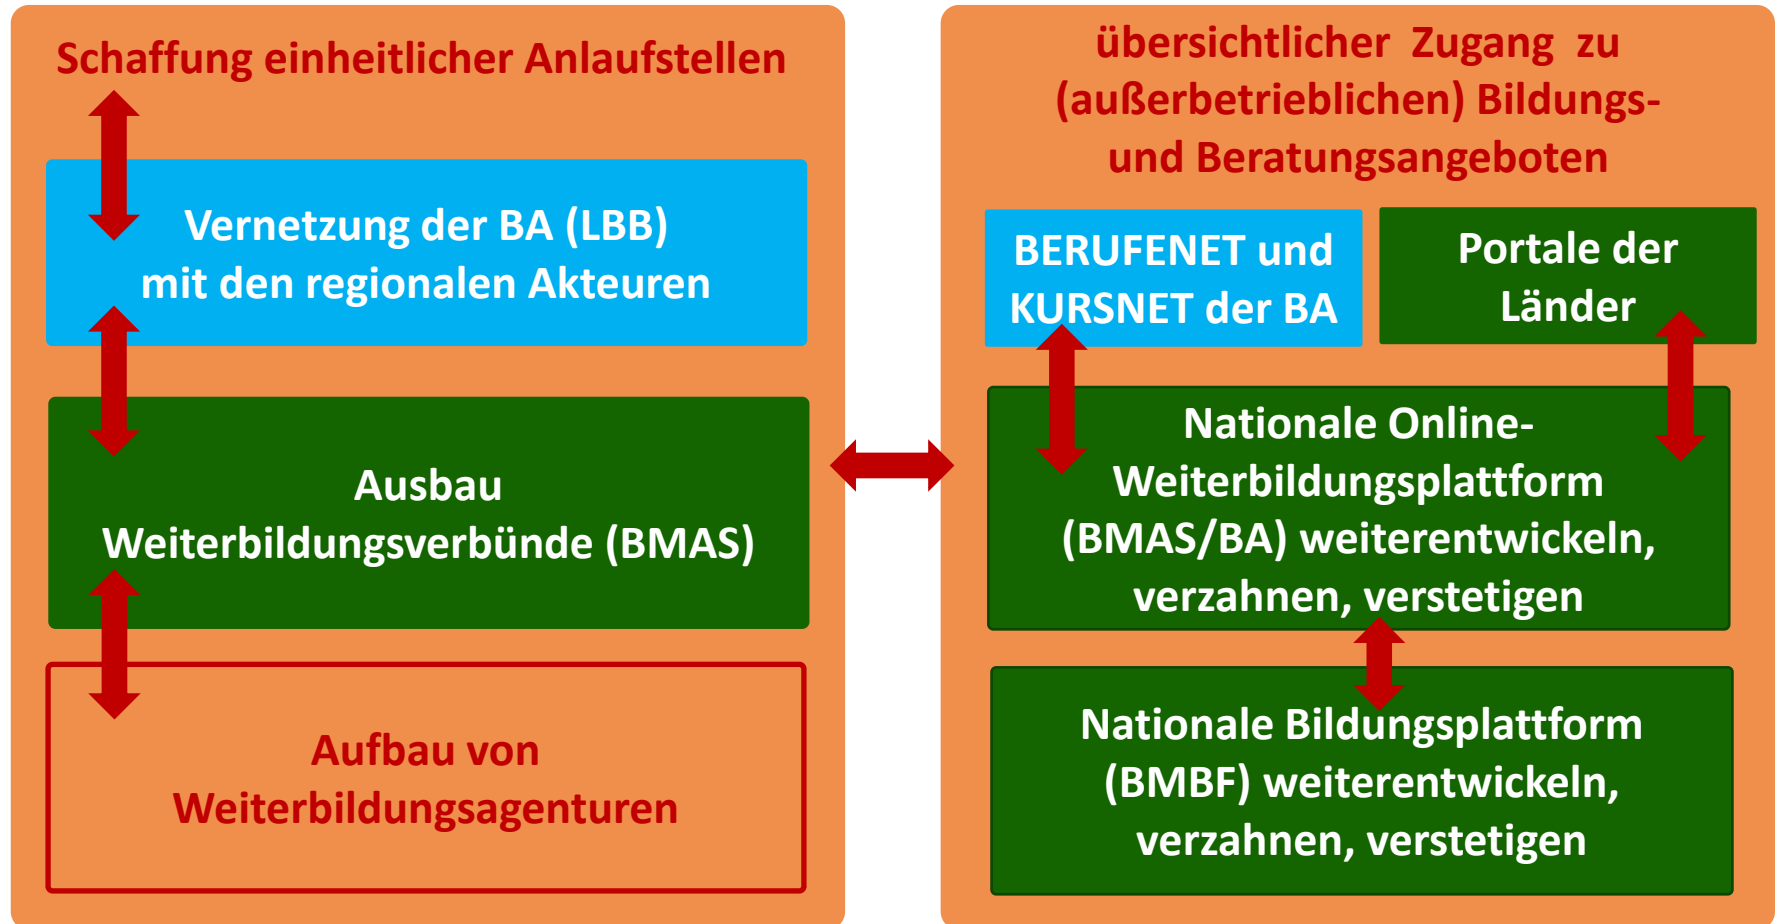 Schaffung einheitlicher Anlaufstellen
Vernetzung der BA (LBB)
mit den regionalen Akteuren
Ausbau
Weiterbildungsverbünde (BMAS)
Aufbau von
Weiterbildungsagenturen
übersichtlicher Zugang zu
(außerbetrieblichen) Bildungs-
und Beratungsangeboten
BERUFENET und
KURSNET der BA
Portale der
Länder
Nationale Online-
Weiterbildungsplattform
(BMAS/BA) weiterentwickeln,
verzahnen, verstetigen
Nationale Bildungsplattform
(BMBF) weiterentwickeln,
verzahnen, verstetigen